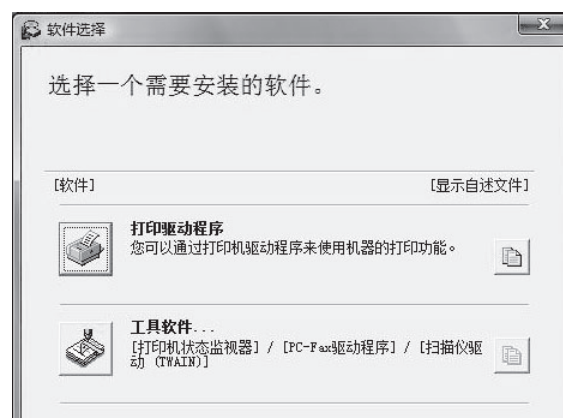 软件选择
选择一个需要安装的软件。
[软件] [显示自述文件]
打印驱动程序
您可以通过打印机驱动程序来使用机器的打印功能。
工具软件...
[打印机状态监视器] / [PC-Fax驱动程序] / [扫描仪驱
动 (TWAIN)]